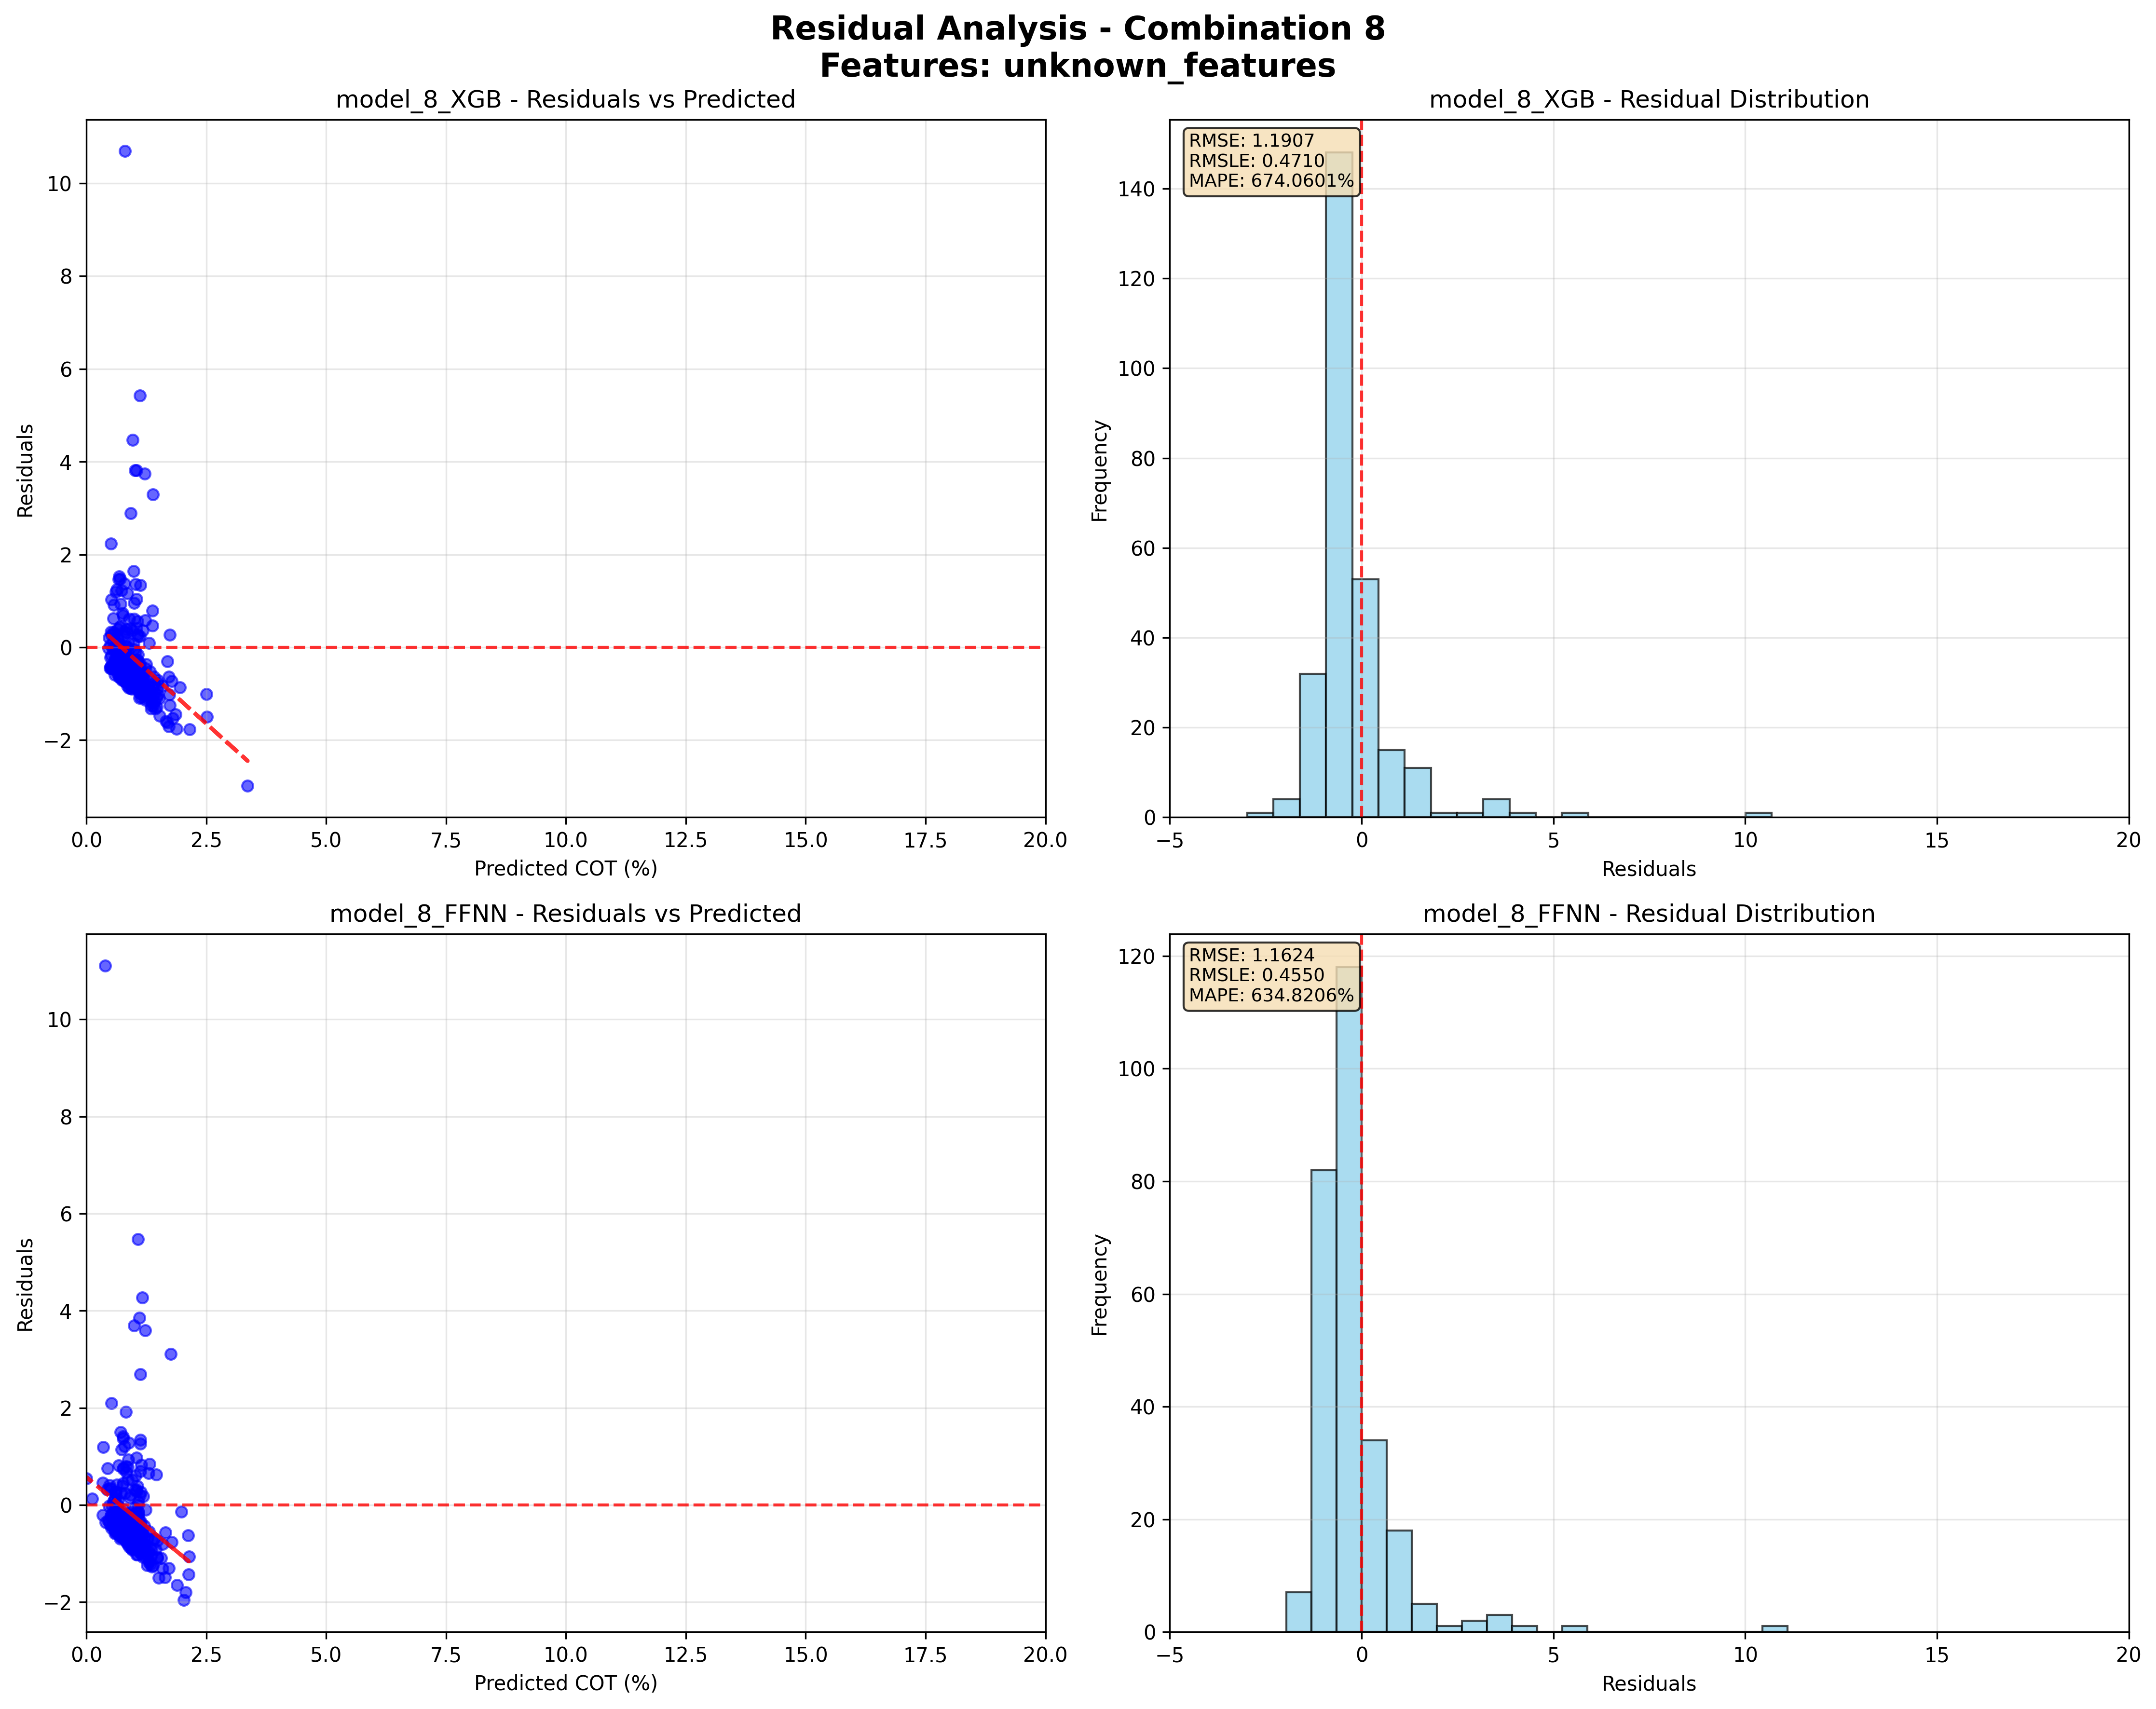 Residual Analysis - Combination 8
Features: unknown_features
model_8_XGB - Residuals vs Predicted
10
8
6
4
2
0
−2
Residuals
0.0 2.5 5.0 7.5 10.0 12.5 15.0 17.5 20.0
Predicted COT (%)
model_8_XGB - Residual Distribution
RMSE: 1.1907
RMSLE: 0.4710
MAPE: 674.0601%
140
120
100
80
60
40
20
0
Frequency
−5 0 5 10 15 20
Residuals
model_8_FFNN - Residuals vs Predicted
10
8
6
4
2
0
−2
Residuals
0.0 2.5 5.0 7.5 10.0 12.5 15.0 17.5 20.0
Predicted COT (%)
model_8_FFNN - Residual Distribution
RMSE: 1.1624
RMSLE: 0.4550
MAPE: 634.8206%
120
100
80
60
40
20
0
Frequency
−5 0 5 10 15 20
Residuals